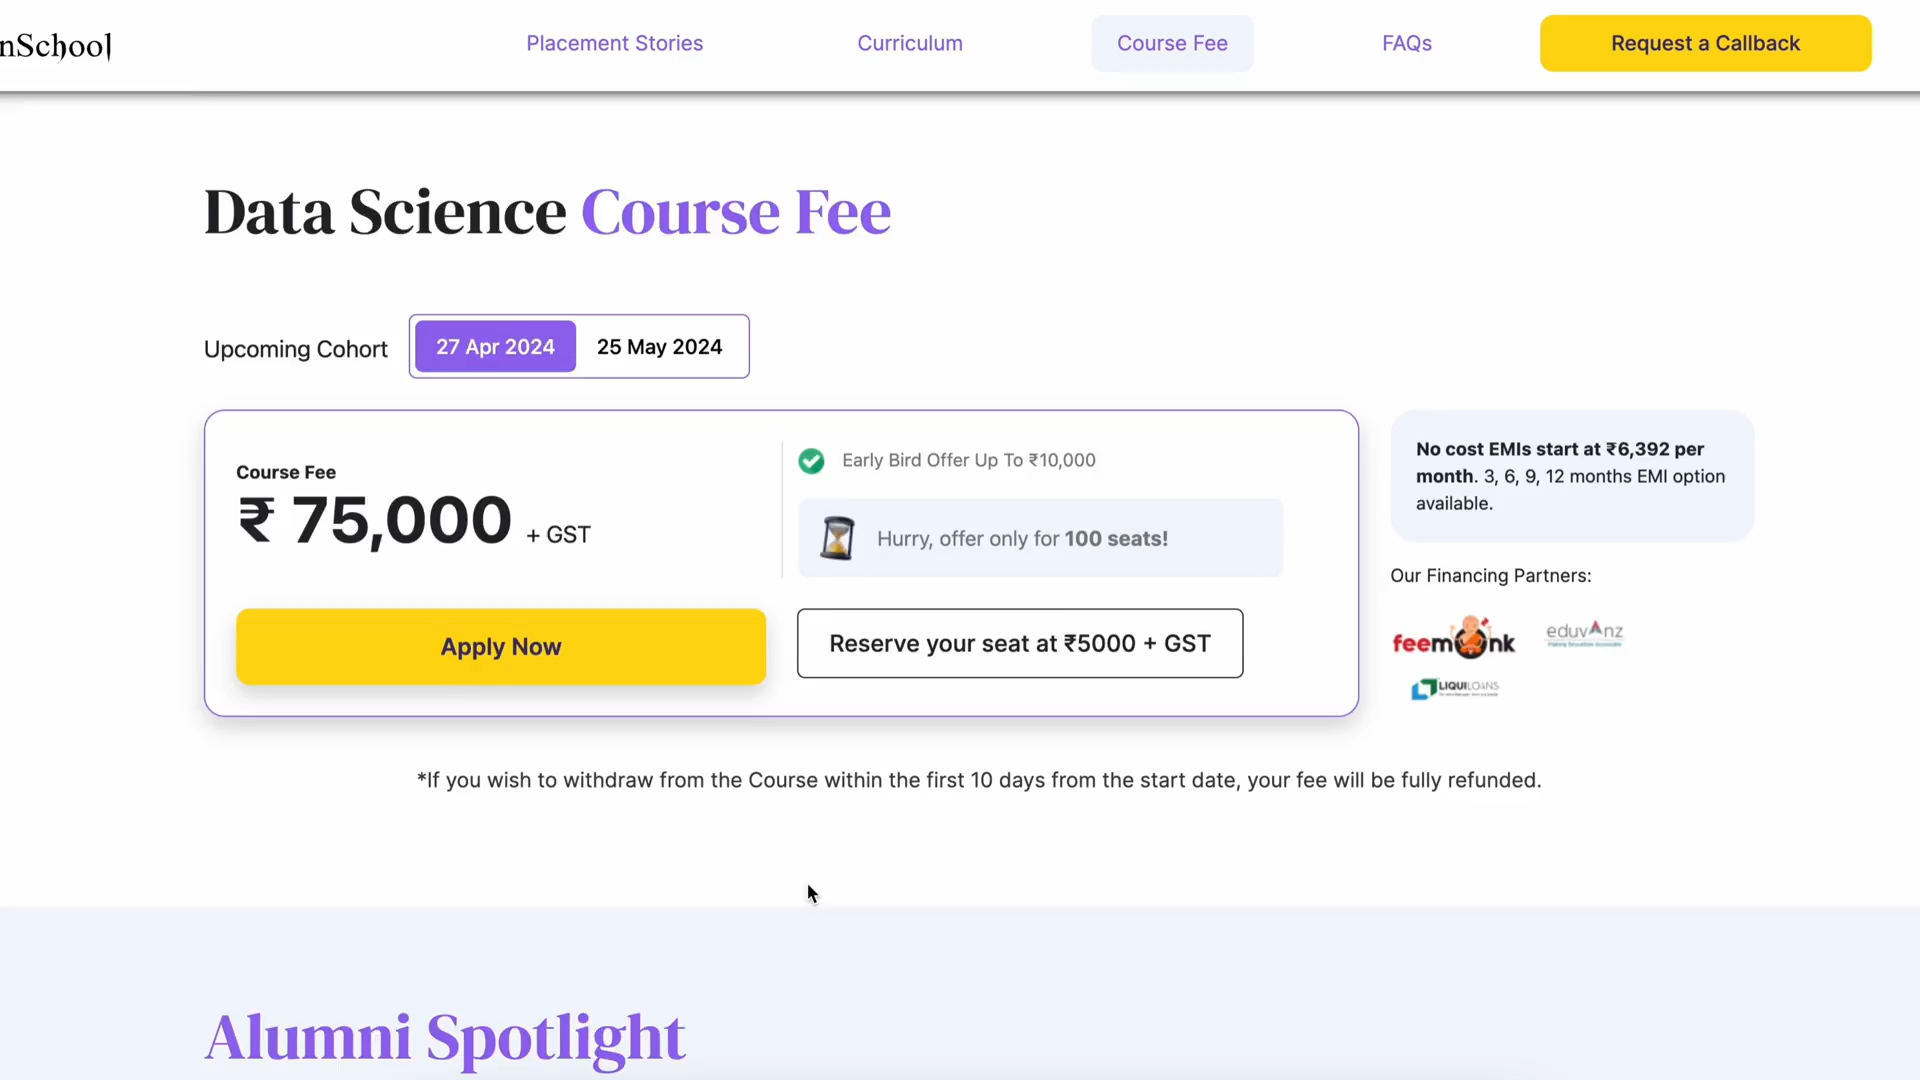 nSchool
Placement Stories
Curriculum
Course Fee
FAQs
Request a Callback
Data Science Course Fee
Upcoming Cohort
27 Apr 2024
25 May 2024
Course Fee
₹ 75,000 + GST
Early Bird Offer Up To ₹10,000
Hurry, offer only for 100 seats!
Apply Now
Reserve your seat at ₹5000 + GST
No cost EMIs start at ₹6,392 per
month. 3, 6, 9, 12 months EMI option
available.
Our Financing Partners:
feemonk
eduvanz
LIQUILOANS
*If you wish to withdraw from the Course within the first 10 days from the start date, your fee will be fully refunded.
Alumni Spotlight